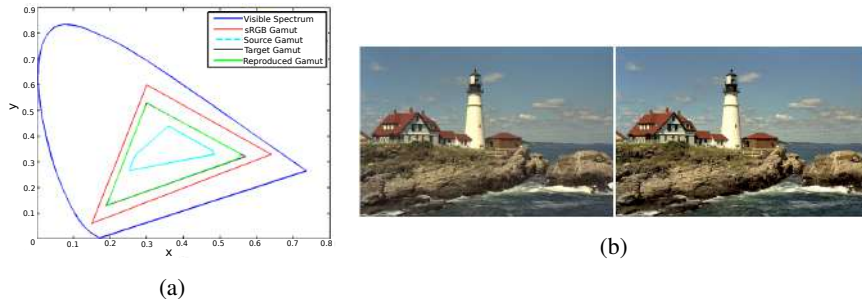 0.9
0.8
0.7
0.6
0.5
0.4
0.3
0.2
0.1
0
y
Visible Spectrum
sRGB Gamut
Source Gamut
Target Gamut
Reproduced Gamut
0 0.1 0.2 0.3 0.4 0.5 0.6 0.7 0.8
x
(a)
(b)